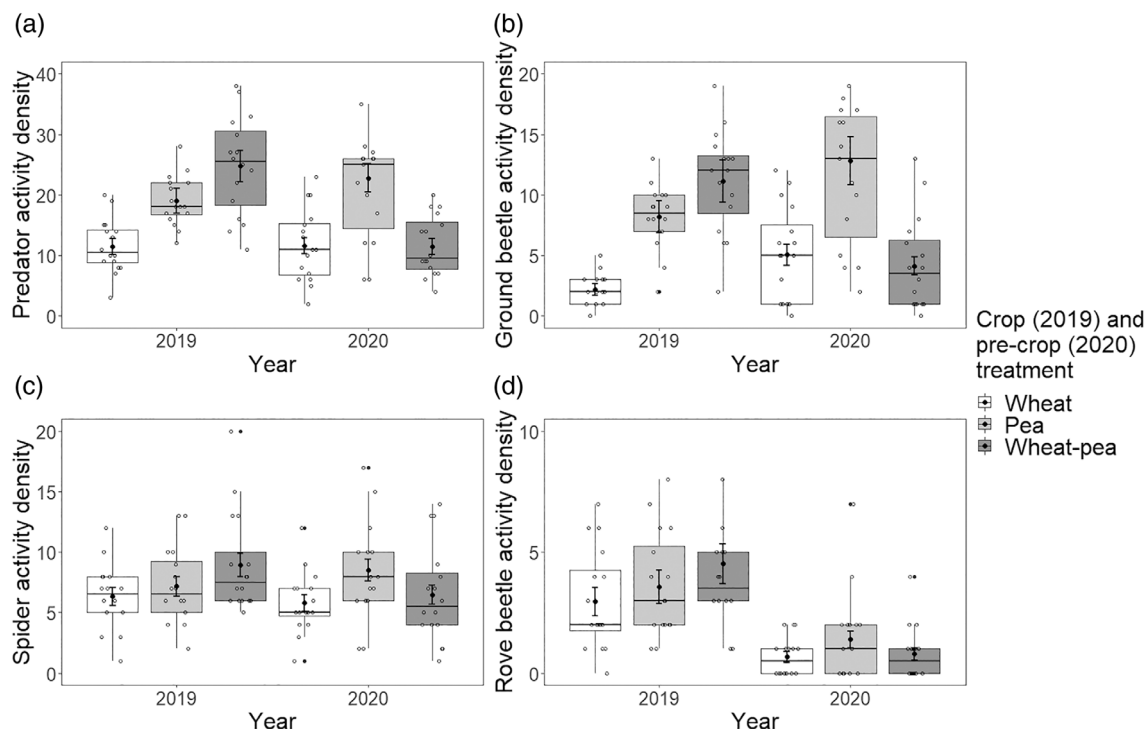 (a)
Predator activity density
40
30
20
10
0
2019
2020
Year
(b)
Ground beetle activity density
20
15
10
5
0
2019
2020
Year
(c)
Spider activity density
20
15
10
5
0
2019
2020
Year
(d)
Rove beetle activity density
10
5
0
2019
2020
Year
Crop (2019) and
pre-crop (2020)
treatment
Wheat
Pea
Wheat-pea